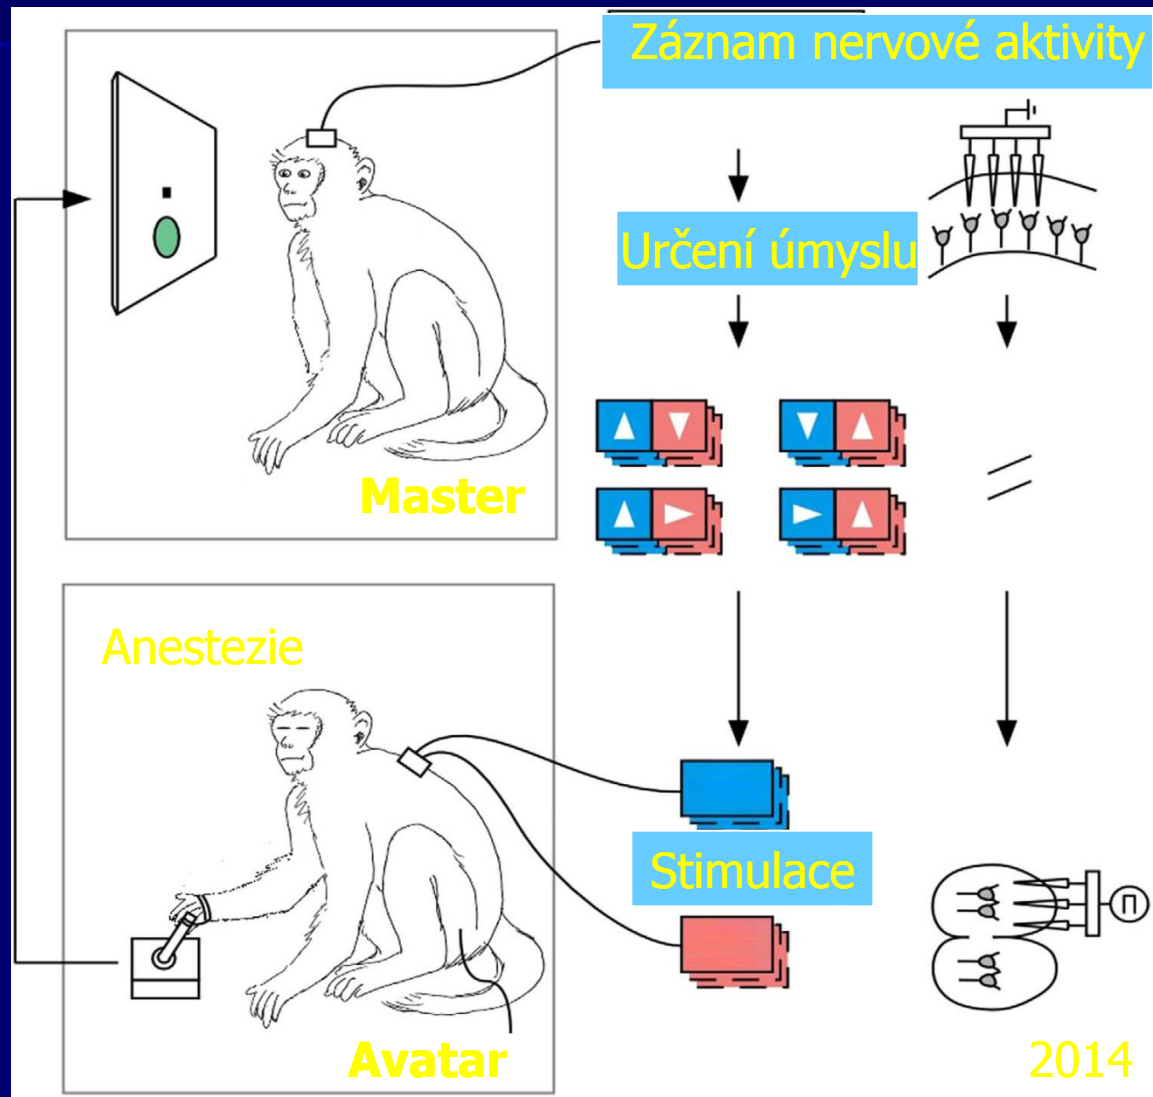 Záznam nervové aktivity
Určení úmyslu
Master
Anestezie
Stimulace
Avatar
2014